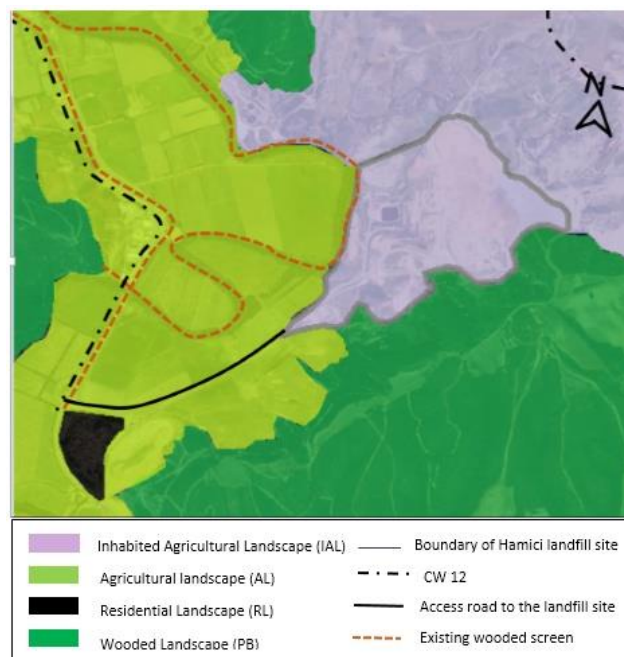 N
Inhabited Agricultural Landscape (IAL)
Agricultural landscape (AL)
Residential Landscape (RL)
Wooded Landscape (PB)
Boundary of Hamici landfill site
CW 12
Access road to the landfill site
Existing wooded screen